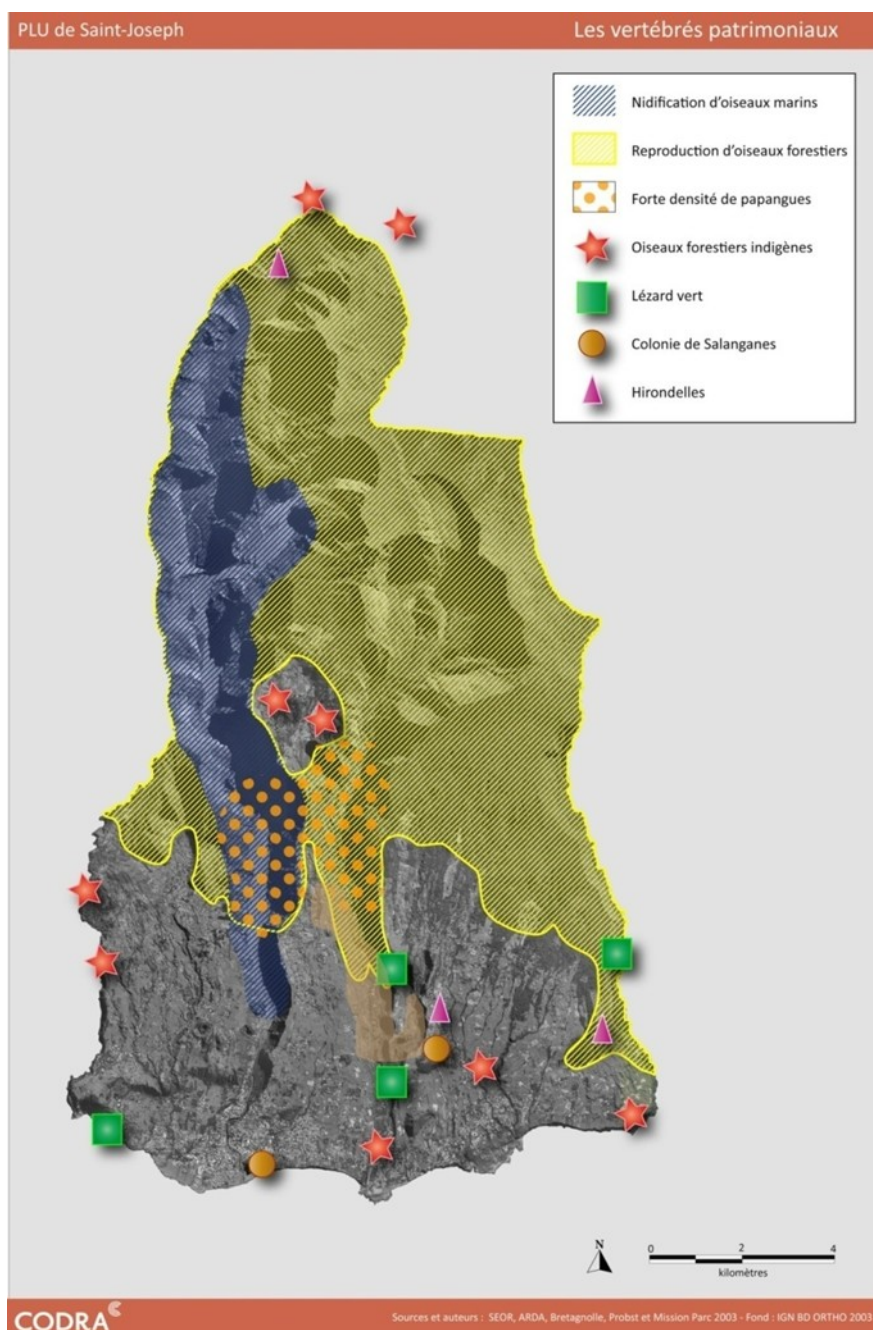 PLU de Saint-Joseph
Les vertébrés patrimoniaux
Nidification d'oiseaux marins
Reproduction d'oiseaux forestiers
Forte densité de papangues
Oiseaux forestiers indigènes
Lézard vert
Colonie de Salanganes
Hirondelles
N
0 2 4
kilomètres
CODRA
Sources et auteurs : SEOR, ARDA, Bretagnolle, Probst et Mission Parc 2003 - Fond : IGN BD ORTHO 2003